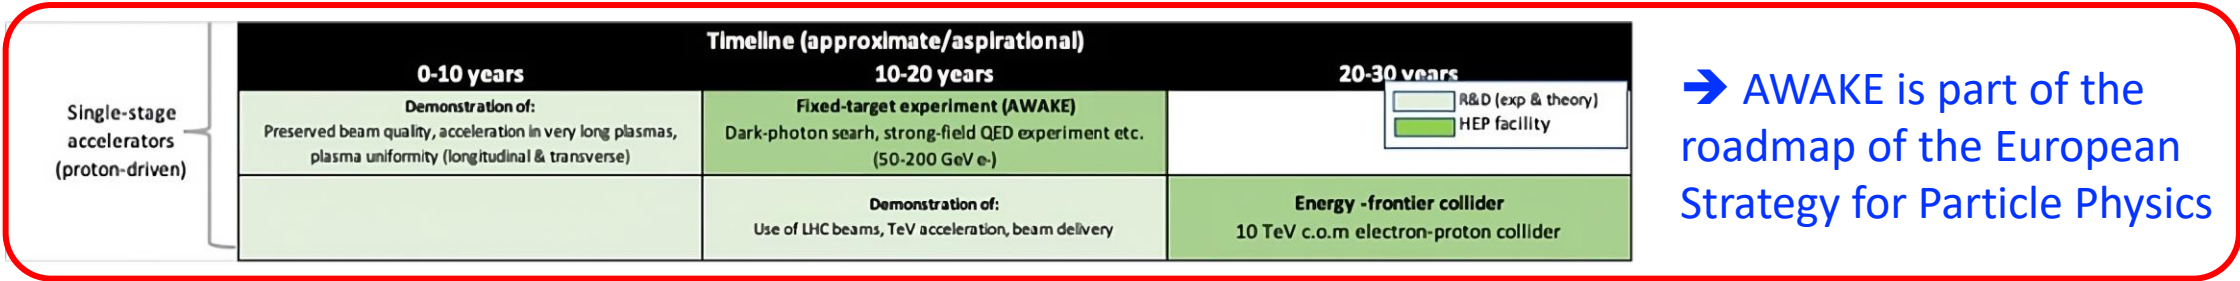 Timeline (approximate/aspirational)
0-10 years
10-20 years
20-30 years
Single-stage
accelerators
(proton-driven)
Demonstration of:
Preserved beam quality, acceleration in very long plasmas,
plasma uniformity (longitudinal & transverse)
Fixed-target experiment (AWAKE)
Dark-photon searh, strong-field QED experiment etc.
(50-200 GeV e-)
R&D (exp & theory)
HEP facility
Demonstration of:
Use of LHC beams, TeV acceleration, beam delivery
Energy -frontier collider
10 TeV c.o.m electron-proton collider
➔ AWAKE is part of the
roadmap of the European
Strategy for Particle Physics